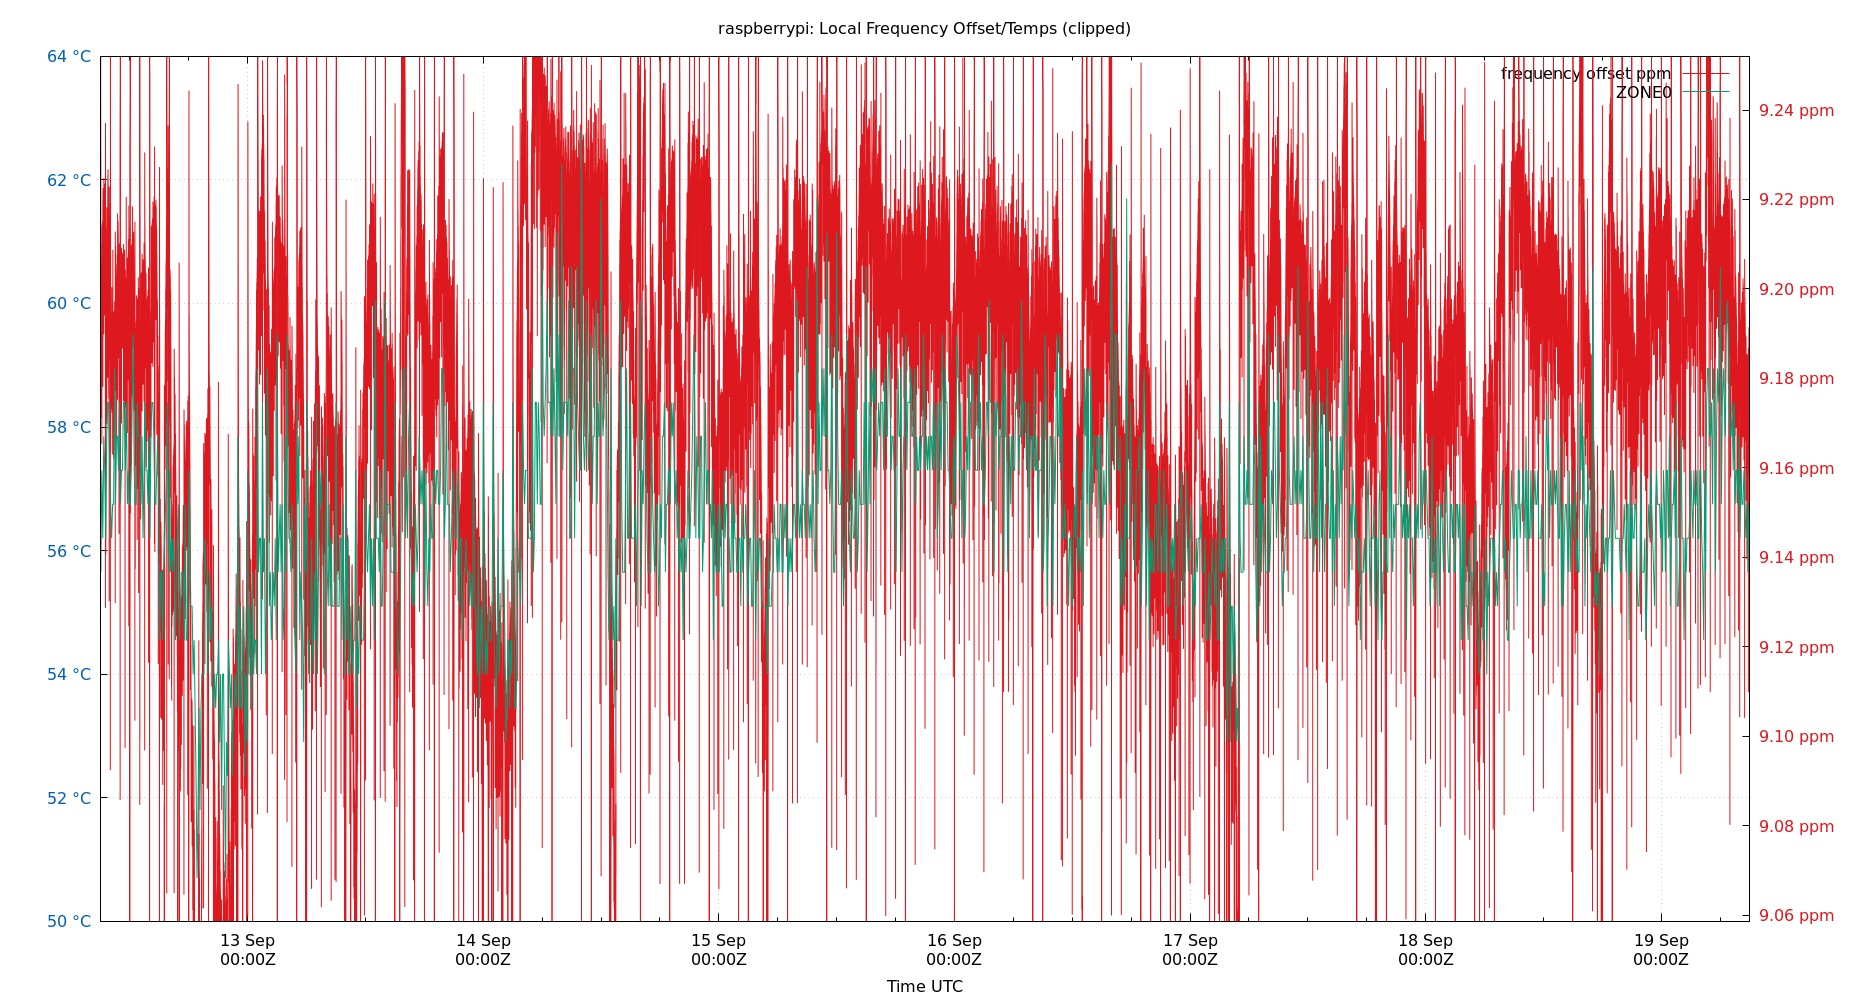 raspberrypi: Local Frequency Offset/Temps (clipped)
64 °C
62 °C
60 °C
58 °C
56 °C
54 °C
52 °C
50 °C
frequency offset ppm
ZONE0
9.24 ppm
9.22 ppm
9.20 ppm
9.18 ppm
9.16 ppm
9.14 ppm
9.12 ppm
9.10 ppm
9.08 ppm
9.06 ppm
13 Sep
00:00Z
14 Sep
00:00Z
15 Sep
00:00Z
16 Sep
00:00Z
17 Sep
00:00Z
18 Sep
00:00Z
19 Sep
00:00Z
Time UTC